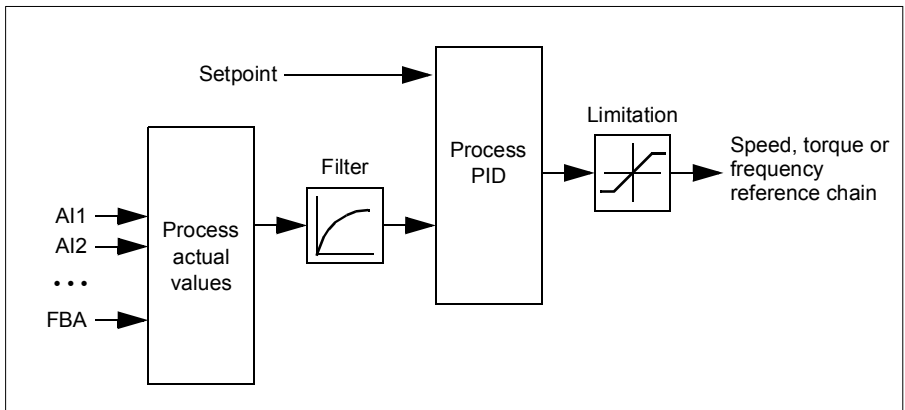 Setpoint
Limitation
Process
PID
Speed, torque or
frequency
reference chain
Filter
AI1
AI2
• • •
FBA
Process
actual
values